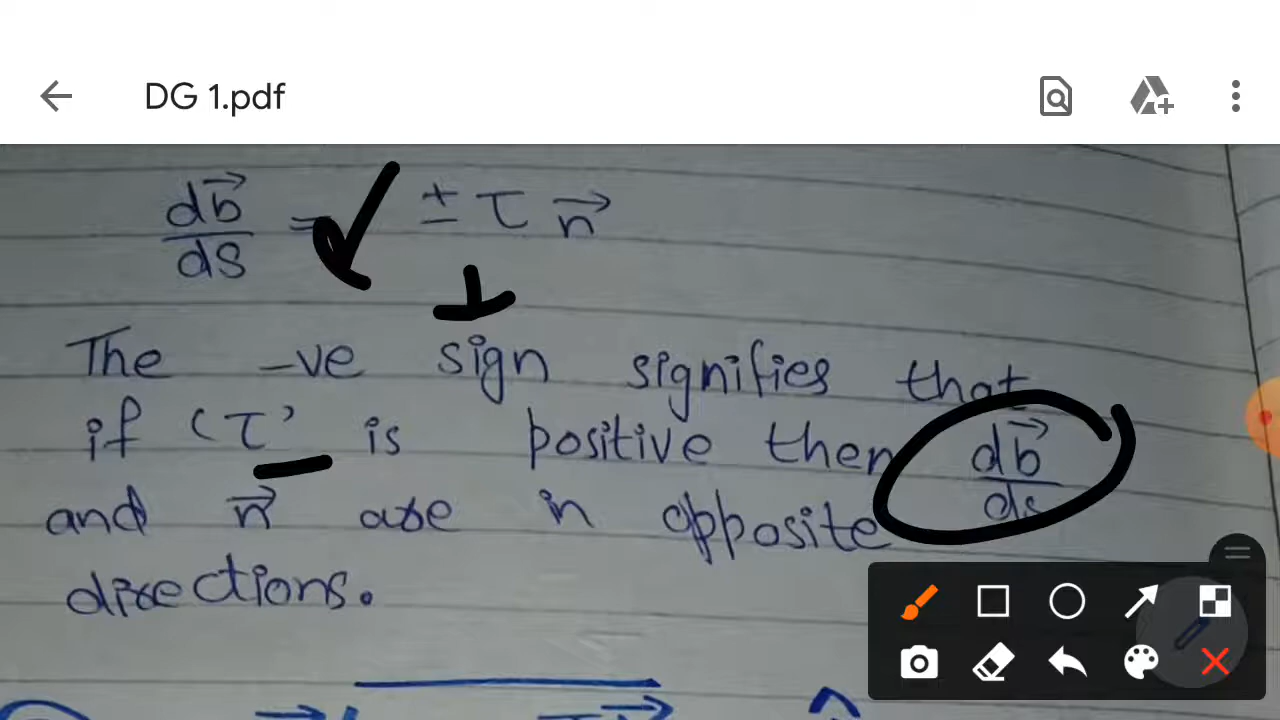 DG 1.pdf
db⃗/ds = ± τ n⃗
The -ve sign signifies that
if 'τ' is positive then db⃗/ds
and n⃗ are in opposite
directions.